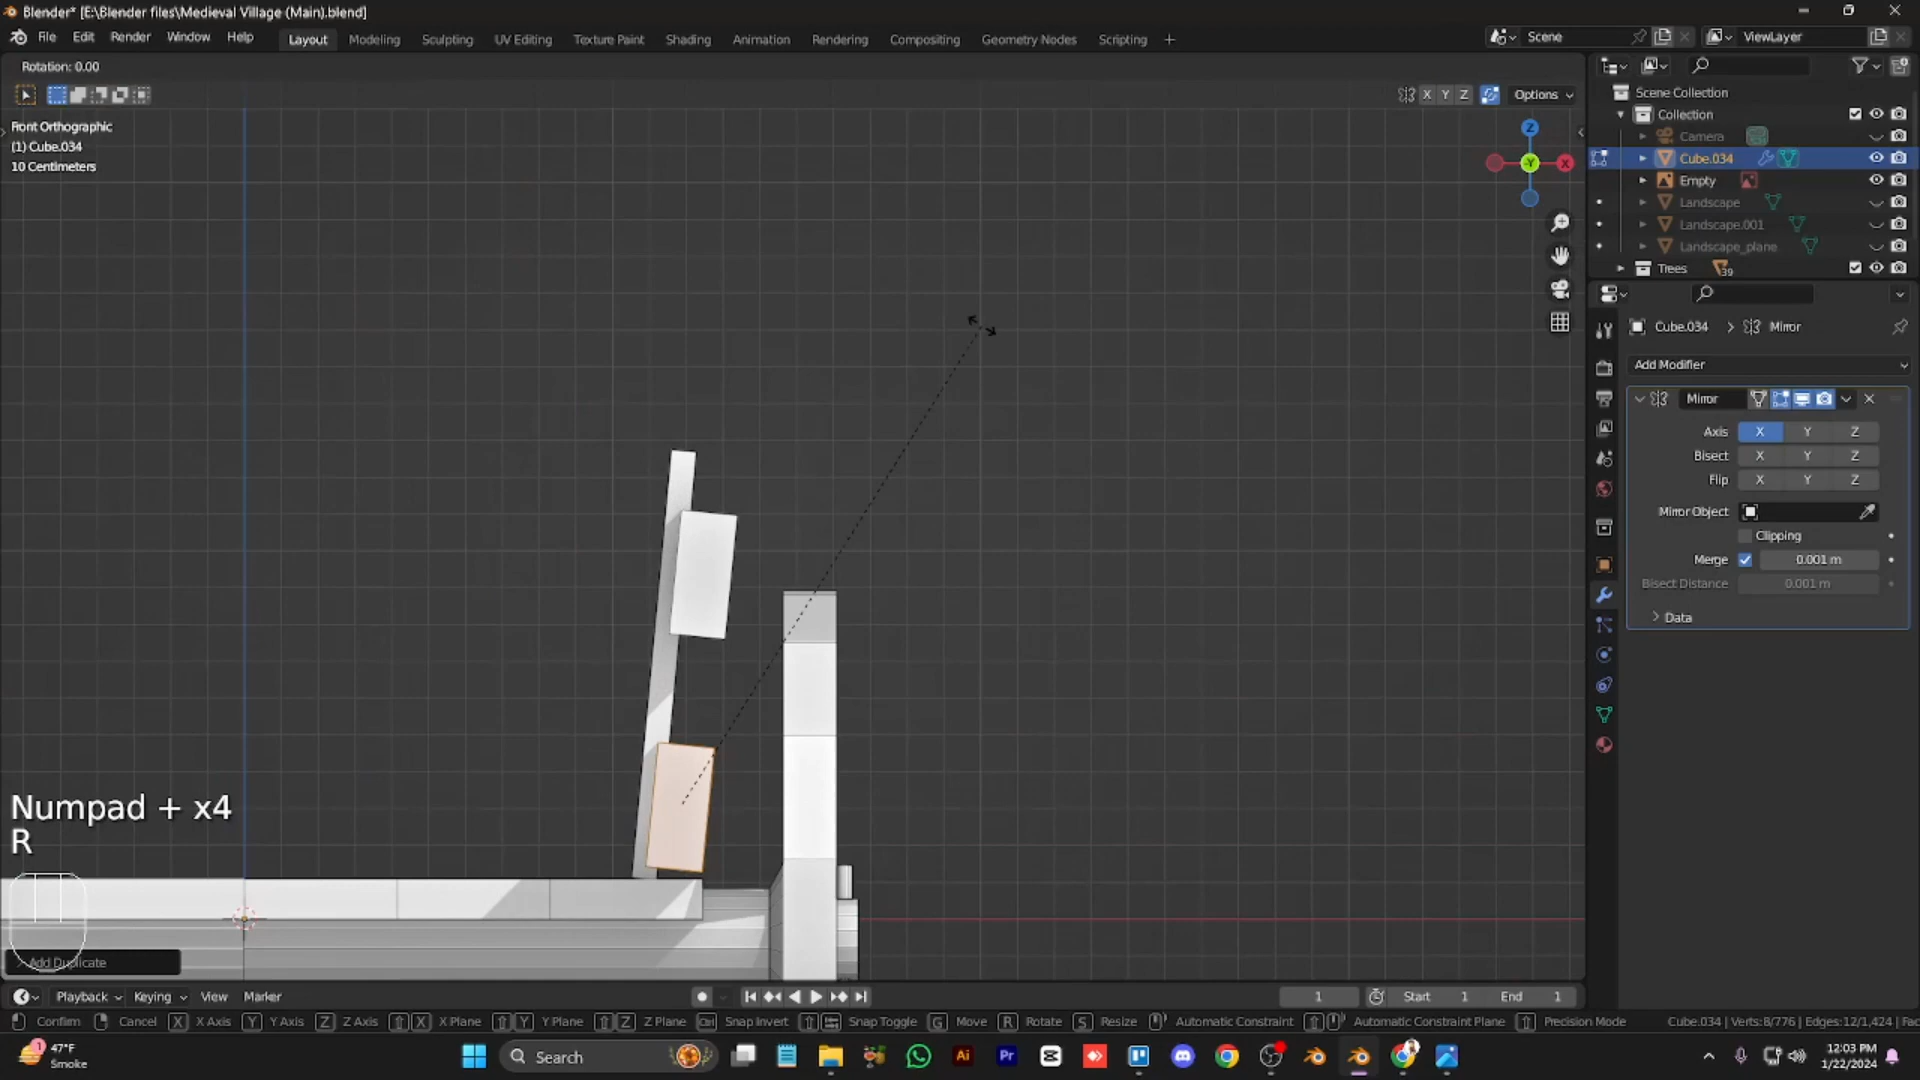 Blender* [E:\Blender files\Medieval Village (Main).blend]
File Edit Render Window Help Layout Modeling Sculpting UV Editing Texture Paint Shading Animation Rendering Compositing Geometry Nodes Scripting + Scene ViewLayer
Rotation: 0.00
X Y Z Options
Front Orthographic
(1) Cube.034
10 Centimeters
Scene Collection
Collection
Camera
Cube.034
Empty
Landscape
Landscape.001
Landscape_plane
Trees 39
Z
-Y
X
Cube.034 > Mirror
Add Modifier
Mirror
Axis X Y Z
Bisect X Y Z
Flip X Y Z
Mirror Object
Clipping
Merge 0.001 m
Bisect Distance 0.001 m
Data
Numpad + x4
R
Add Duplicate
Playback Keying View Marker 1 Start 1 End 1
Confirm Cancel X X Axis Y Y Axis Z Z Axis X X Plane Y Y Plane Z Z Plane Ctrl Snap Invert Snap Toggle G Move R Rotate S Resize Automatic Constraint Automatic Constraint Plane Precision Mode Cube.034 | Verts:8/776 | Edges:12/1,424 | Fac
47°F
Smoke
Search
Ai
Pr
12:03 PM
1/22/2024